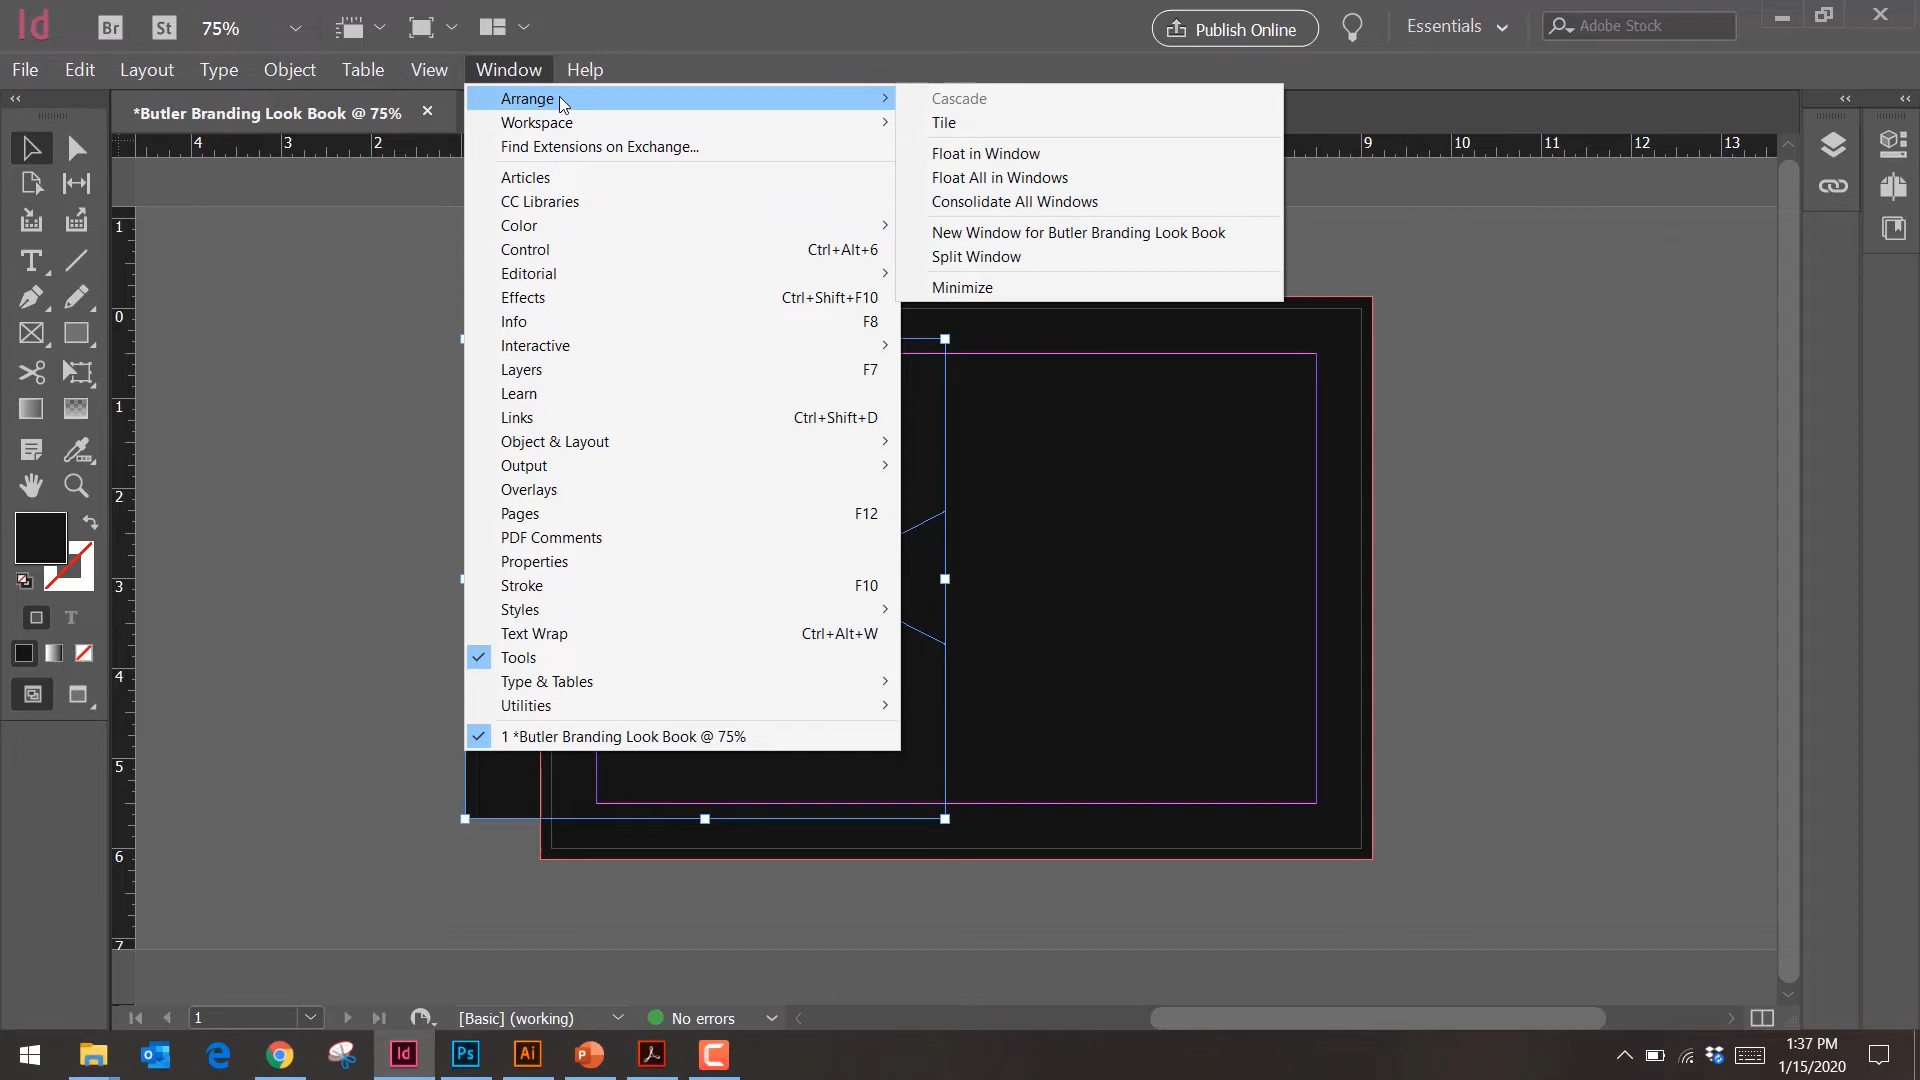 Id Br St 75% Publish Online Essentials Adobe Stock
File Edit Layout Type Object Table View Window Help
*Butler Branding Look Book @ 75%
4 3 2 9 10 11 12 13
Arrange
Workspace
Find Extensions on Exchange...
Articles
CC Libraries
Color
Control Ctrl+Alt+6
Editorial
Effects Ctrl+Shift+F10
Info F8
Interactive
Layers F7
Learn
Links Ctrl+Shift+D
Object & Layout
Output
Overlays
Pages F12
PDF Comments
Properties
Stroke F10
Styles
Text Wrap Ctrl+Alt+W
Tools
Type & Tables
Utilities
1 *Butler Branding Look Book @ 75%
Cascade
Tile
Float in Window
Float All in Windows
Consolidate All Windows
New Window for Butler Branding Look Book
Split Window
Minimize
1
0
1
2
3
4
5
6
7
T
T
1 [Basic] (working) No errors
Id Ps Ai P
1:37 PM
1/15/2020